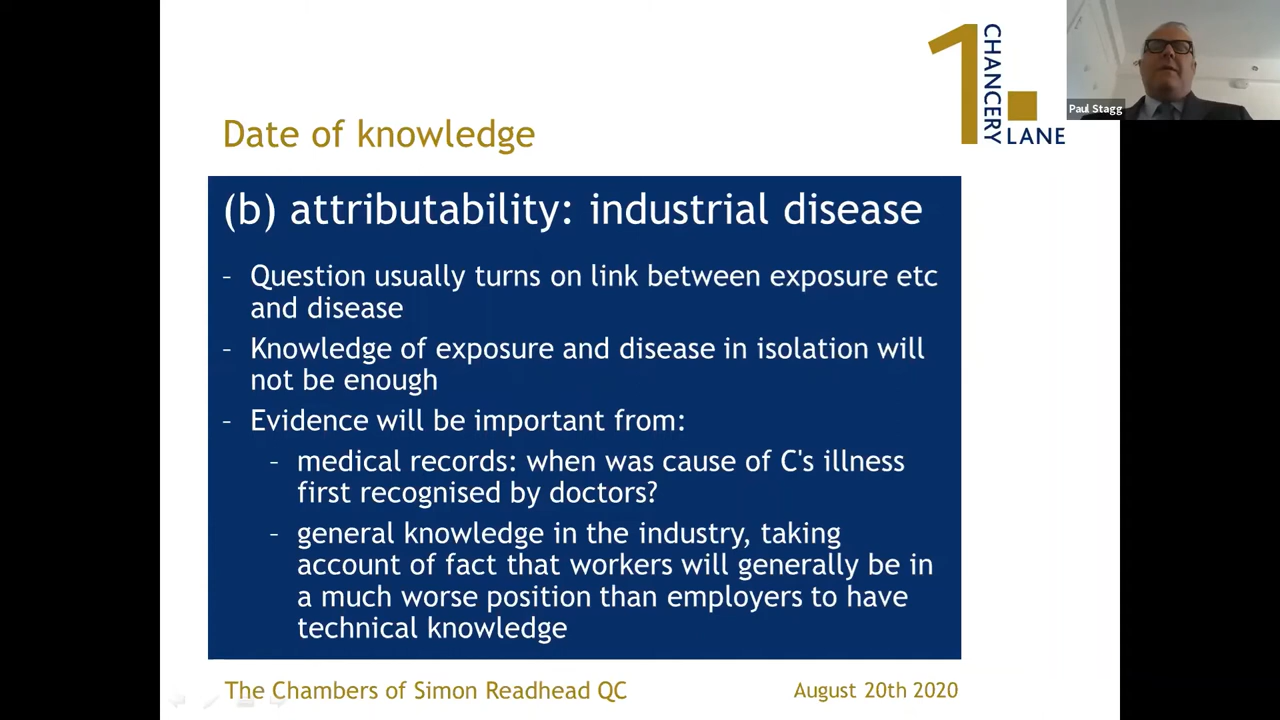 1 CHANCERY LANE
Paul Stagg
Date of knowledge
(b) attributability: industrial disease
- Question usually turns on link between exposure etc
and disease
- Knowledge of exposure and disease in isolation will
not be enough
- Evidence will be important from:
- medical records: when was cause of C's illness
first recognised by doctors?
- general knowledge in the industry, taking
account of fact that workers will generally be in
a much worse position than employers to have
technical knowledge
The Chambers of Simon Readhead QC
August 20th 2020